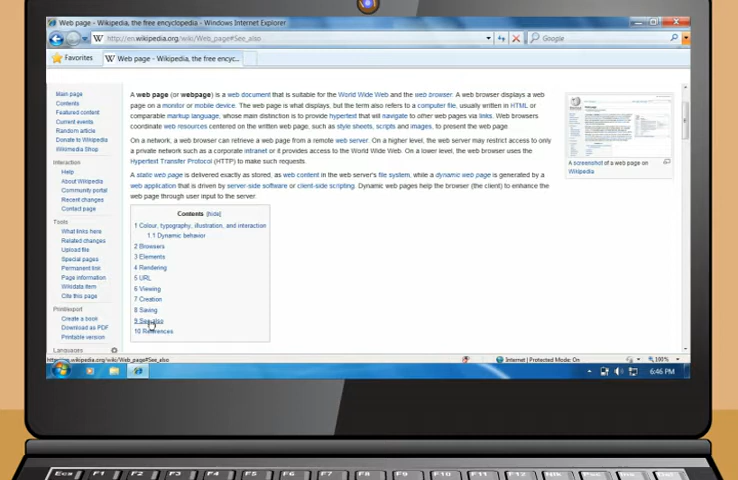 Web page - Wikipedia, the free encyclopedia - Windows Internet Explorer
http://en.wikipedia.org/wiki/Web_page#See_also
Google
Favorites
Web page - Wikipedia, the free encyc...
Main page
Contents
Featured content
Current events
Random article
Donate to Wikipedia
Wikimedia Shop
Interaction
Help
About Wikipedia
Community portal
Recent changes
Contact page
Tools
What links here
Related changes
Upload file
Special pages
Permanent link
Page information
Wikidata item
Cite this page
Print/export
Create a book
Download as PDF
Printable version
Languages
A web page (or webpage) is a web document that is suitable for the World Wide Web and the web browser. A web browser displays a web
page on a monitor or mobile device. The web page is what displays, but the term also refers to a computer file, usually written in HTML or
comparable markup language, whose main distinction is to provide hypertext that will navigate to other web pages via links. Web browsers
coordinate web resources centered on the written web page, such as style sheets, scripts and images, to present the web page
On a network, a web browser can retrieve a web page from a remote web server. On a higher level, the web server may restrict access to only
a private network such as a corporate intranet or it provides access to the World Wide Web. On a lower level, the web browser uses the
Hypertext Transfer Protocol (HTTP) to make such requests.
A static web page is delivered exactly as stored, as web content in the web server's file system, while a dynamic web page is generated by a
web application that is driven by server-side software or client-side scripting. Dynamic web pages help the browser (the client) to enhance the
web page through user input to the server
A screenshot of a web page on
Wikipedia
Contents [hide]
1 Colour, typography, illustration, and interaction
1.1 Dynamic behavior
2 Browsers
3 Elements
4 Rendering
5 URL
6 Viewing
7 Creation
8 Saving
9 See also
10 References
http://en.wikipedia.org/wiki/Web_page#See_also
Internet | Protected Mode: On
100%
6:46 PM
Esc F1 F2 F3 F4 F5 F6 F7 F8 F9 F10 F11 F12